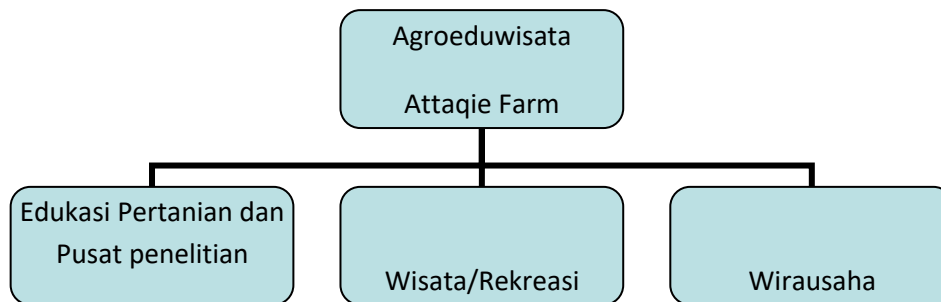 Agroeduwisata
Attaqie Farm
Edukasi Pertanian dan
Pusat penelitian
Wisata/Rekreasi
Wirausaha